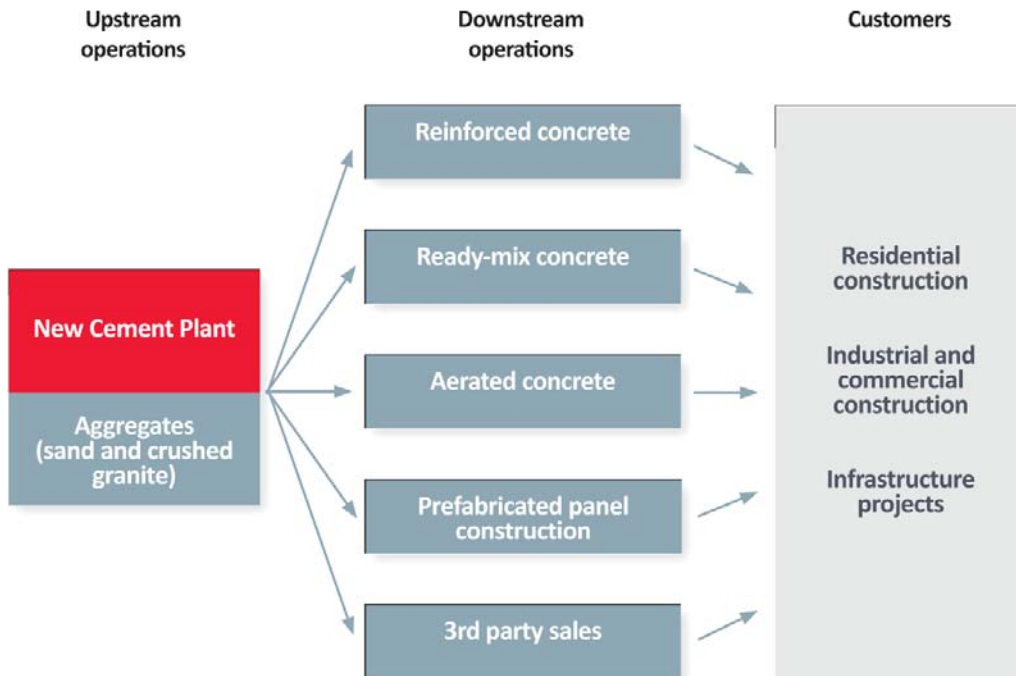 Upstream
operations
Downstream
operations
Customers
New Cement Plant
Aggregates
(sand and crushed
granite)
Reinforced concrete
Ready-mix concrete
Aerated concrete
Prefabricated panel
construction
3rd party sales
Residential
construction
Industrial and
commercial
construction
Infrastructure
projects